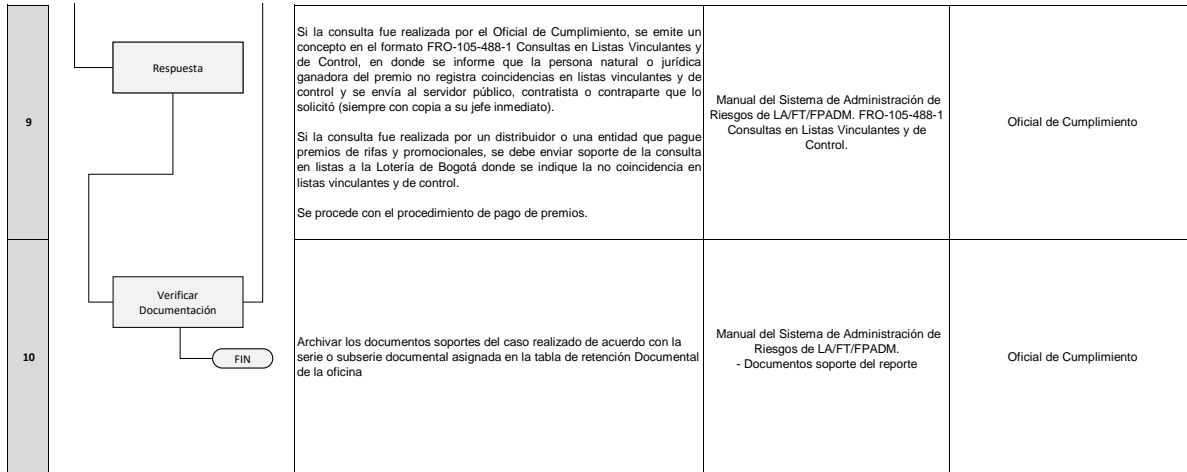 9
Respuesta
Si la consulta fue realizada por el Oficial de Cumplimiento, se emite un
concepto en el formato FRO-105-488-1 Consultas en Listas Vinculantes y
de Control, en donde se informe que la persona natural o jurídica
ganadora del premio no registra coincidencias en listas vinculantes y de
control y se envía al servidor público, contratista o contraparte que lo
solicitó (siempre con copia a su jefe inmediato).
Si la consulta fue realizada por un distribuidor o una entidad que pague
premios de rifas y promocionales, se debe enviar soporte de la consulta
en listas a la Lotería de Bogotá donde se indique la no coincidencia en
listas vinculantes y de control.
Se procede con el procedimiento de pago de premios.
Manual del Sistema de Administración de
Riesgos de LA/FT/FPADM. FRO-105-488-1
Consultas en Listas Vinculantes y de
Control.
Oficial de Cumplimiento
10
Verificar
Documentación
FIN
Archivar los documentos soportes del caso realizado de acuerdo con la
serie o subserie documental asignada en la tabla de retención Documental
de la oficina
Manual del Sistema de Administración de
Riesgos de LA/FT/FPADM.
- Documentos soporte del reporte
Oficial de Cumplimiento